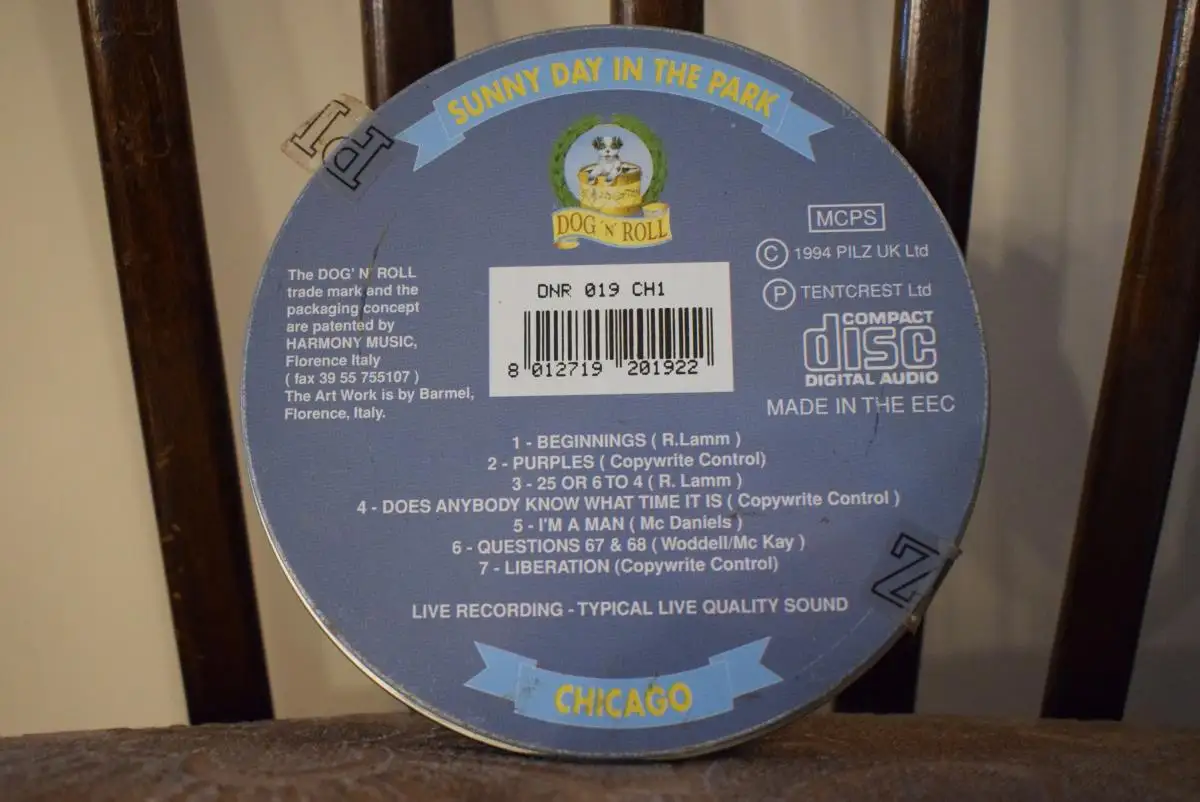 SUNNY DAY IN THE PARK
DOG 'N' ROLL
MCPS
© 1994 PILZ UK Ltd
℗ TENTCREST Ltd
COMPACT
disc
DIGITAL AUDIO
MADE IN THE EEC
The DOG' N' ROLL
trade mark and the
packaging concept
are patented by
HARMONY MUSIC,
Florence Italy
( fax 39 55 755107 )
The Art Work is by Barmel,
Florence, Italy.
DNR 019 CH1
8 012719 201922
1 - BEGINNINGS ( R.Lamm )
2 - PURPLES ( Copywrite Control)
3 - 25 OR 6 TO 4 ( R. Lamm )
4 - DOES ANYBODY KNOW WHAT TIME IT IS ( Copywrite Control )
5 - I'M A MAN ( Mc Daniels )
6 - QUESTIONS 67 & 68 ( Woddell/Mc Kay )
7 - LIBERATION (Copywrite Control)
LIVE RECORDING - TYPICAL LIVE QUALITY SOUND
CHICAGO